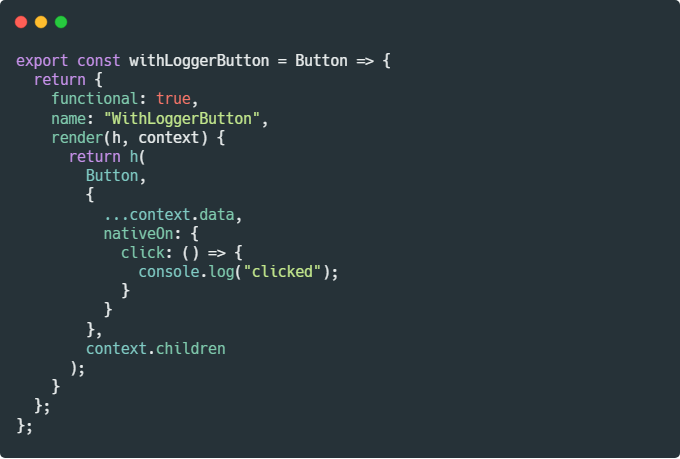 export const withLoggerButton = Button => {
  return {
    functional: true,
    name: "WithLoggerButton",
    render(h, context) {
      return h(
        Button,
        {
          ...context.data,
          nativeOn: {
            click: () => {
              console.log("clicked");
            }
          }
        },
        context.children
      );
    }
  };
};